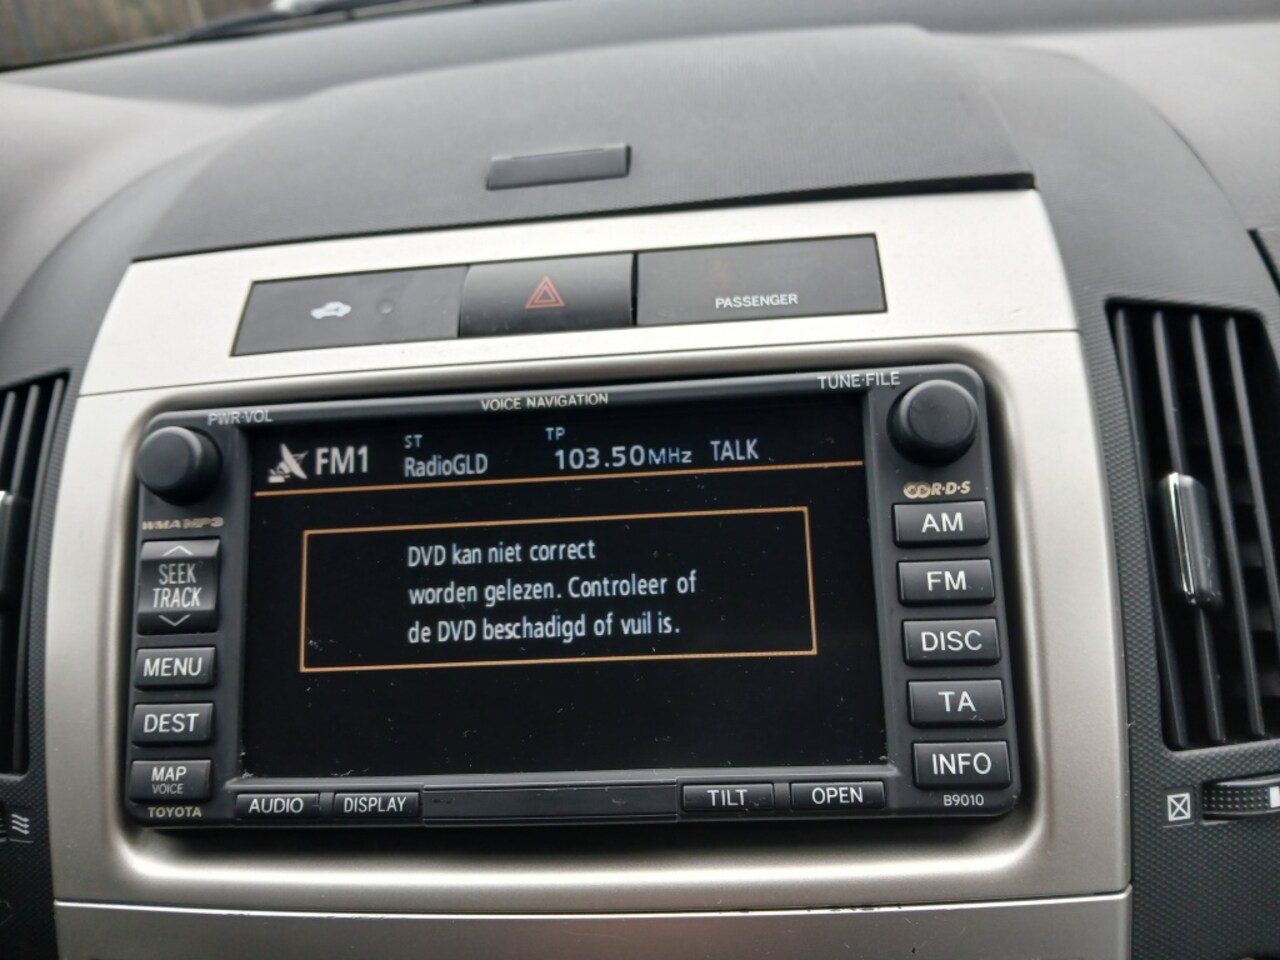 PASSENGER
PWR·VOL
VOICE NAVIGATION
TUNE·FILE
FM1
ST
RadioGLD
TP
103.50MHz
TALK
WMA MP3
R·D·S
SEEK
TRACK
MENU
DEST
MAP
VOICE
TOYOTA
DVD kan niet correct
worden gelezen. Controleer of
de DVD beschadigd of vuil is.
AM
FM
DISC
TA
INFO
B9010
AUDIO
DISPLAY
TILT
OPEN